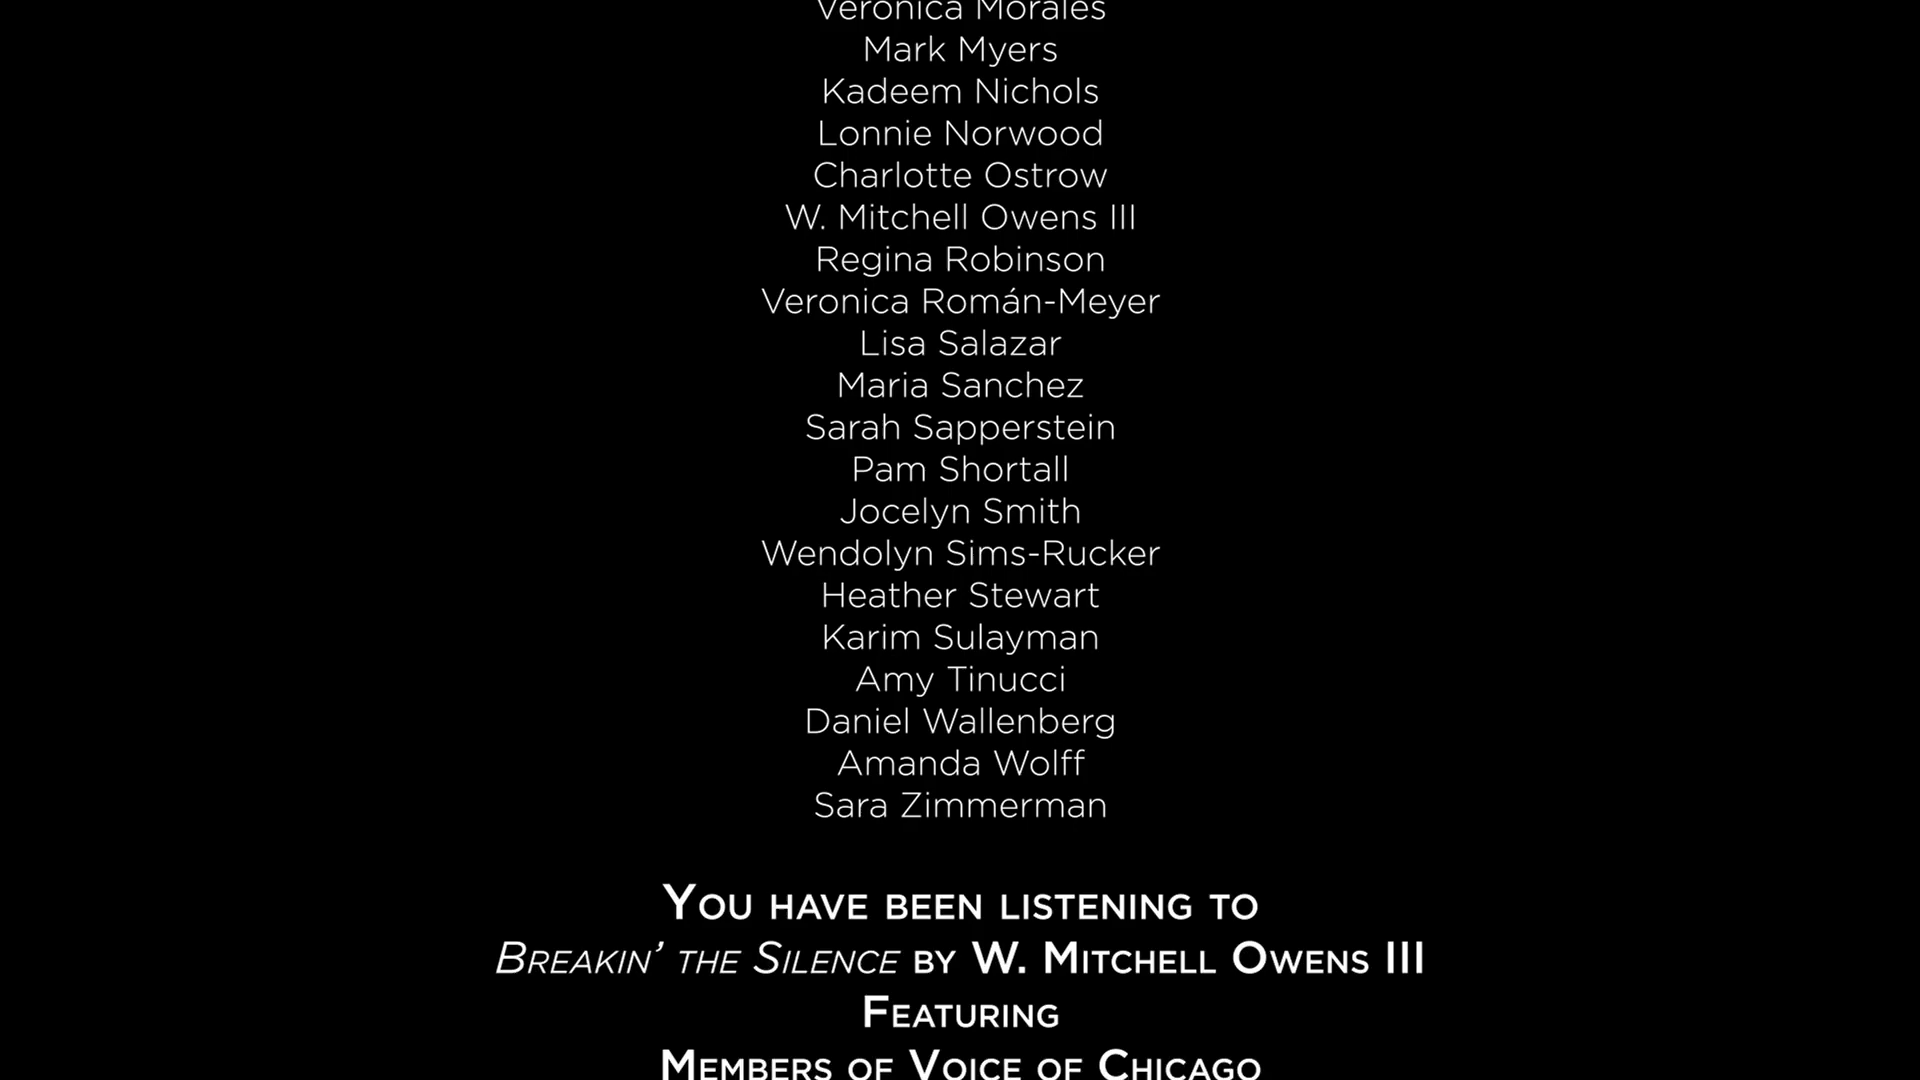 Veronica Morales
Mark Myers
Kadeem Nichols
Lonnie Norwood
Charlotte Ostrow
W. Mitchell Owens III
Regina Robinson
Veronica Román-Meyer
Lisa Salazar
Maria Sanchez
Sarah Sapperstein
Pam Shortall
Jocelyn Smith
Wendolyn Sims-Rucker
Heather Stewart
Karim Sulayman
Amy Tinucci
Daniel Wallenberg
Amanda Wolff
Sara Zimmerman
You have been listening to
Breakin’ the Silence by W. Mitchell Owens III
Featuring
Members of Voice of Chicago